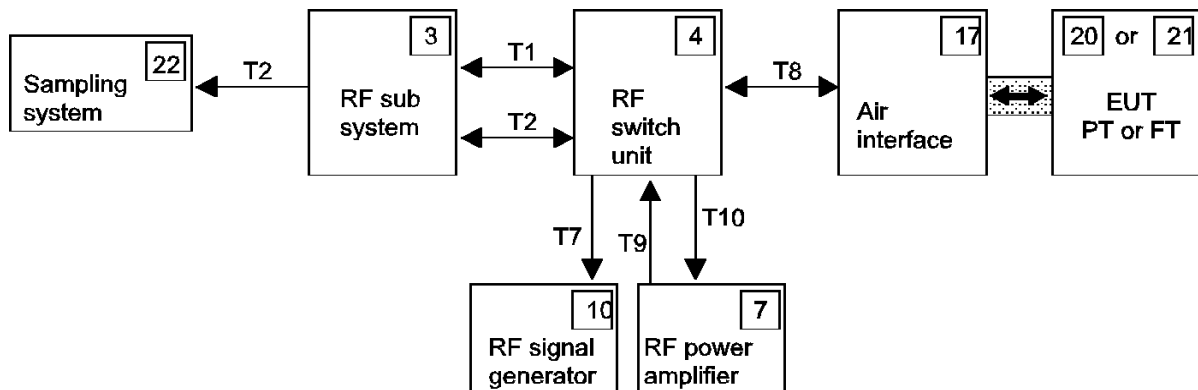 22
Sampling
system
T2
3
RF sub
system
T1
T2
4
RF
switch
unit
T8
17
Air
interface
20 or 21
EUT
PT or FT
T7
T9
T10
10
RF signal
generator
7
RF power
amplifier